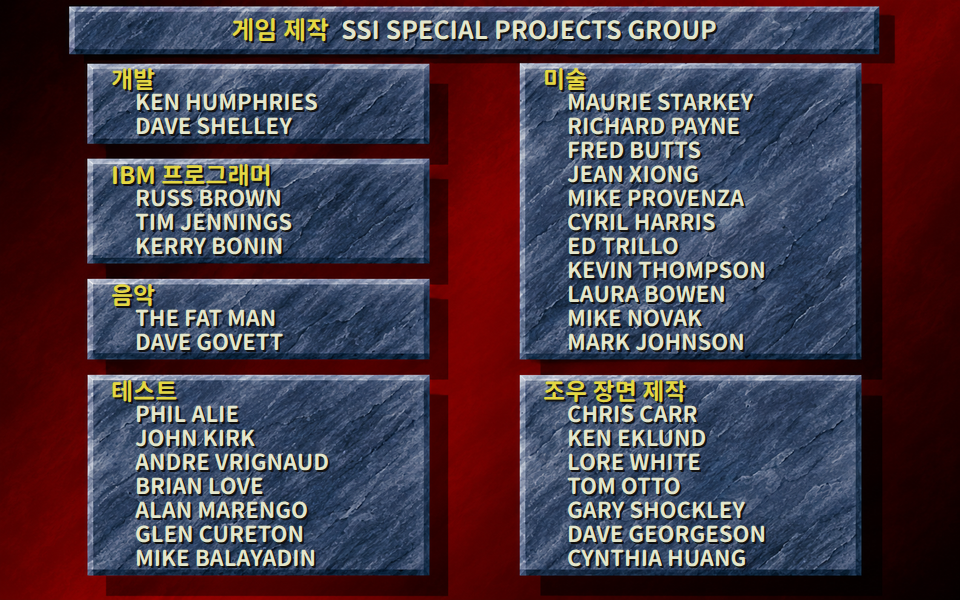 게임 제작 SSI SPECIAL PROJECTS GROUP
개발
KEN HUMPHRIES
DAVE SHELLEY
IBM 프로그래머
RUSS BROWN
TIM JENNINGS
KERRY BONIN
음악
THE FAT MAN
DAVE GOVETT
테스트
PHIL ALIE
JOHN KIRK
ANDRE VRIGNAUD
BRIAN LOVE
ALAN MARENGO
GLEN CURETON
MIKE BALAYADIN
미술
MAURIE STARKEY
RICHARD PAYNE
FRED BUTTS
JEAN XIONG
MIKE PROVENZA
CYRIL HARRIS
ED TRILLO
KEVIN THOMPSON
LAURA BOWEN
MIKE NOVAK
MARK JOHNSON
조우 장면 제작
CHRIS CARR
KEN EKLUND
LORE WHITE
TOM OTTO
GARY SHOCKLEY
DAVE GEORGESON
CYNTHIA HUANG